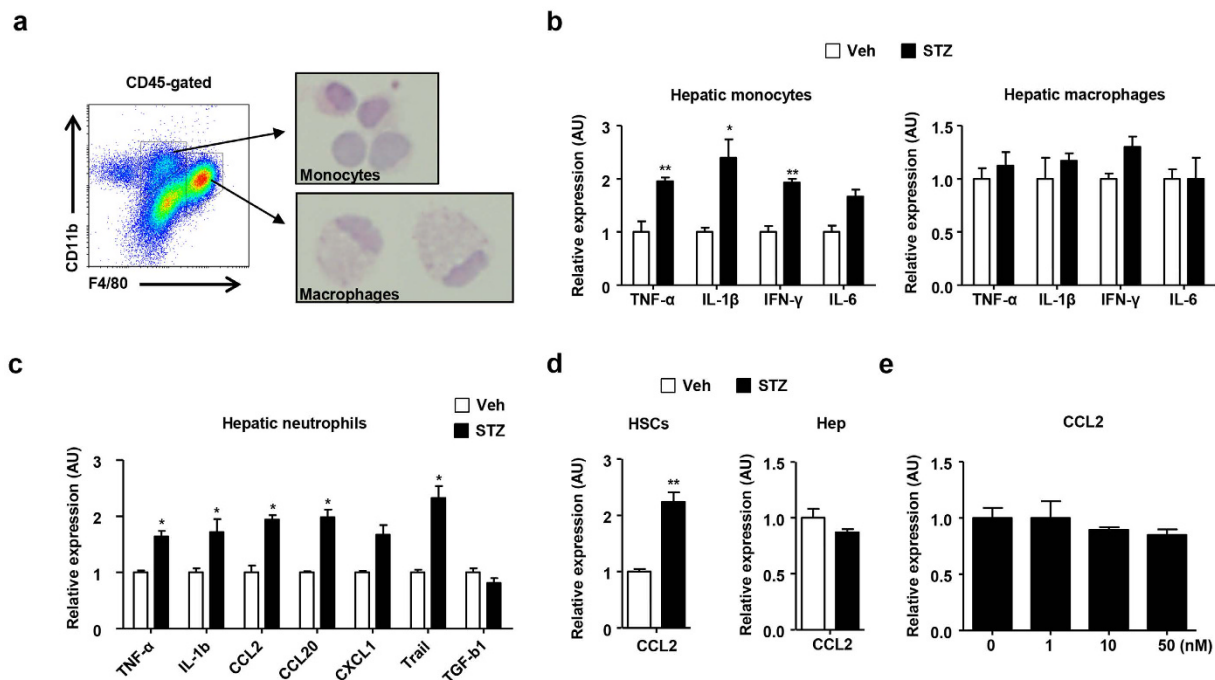 a
CD45-gated
CD11b
F4/80
Monocytes
Macrophages
b
Veh STZ
Hepatic monocytes
Relative expression (AU)
3
2
1
0
** * **
TNF-α IL-1β IFN-γ IL-6
Hepatic macrophages
Relative expression (AU)
1.5
1.0
0.5
0.0
TNF-α IL-1β IFN-γ IL-6
c
Veh
STZ
Hepatic neutrophils
Relative expression (AU)
3
2
1
0
* * * * *
TNF-α IL-1b CCL2 CCL20 CXCL1 Trail TGF-b1
d
Veh STZ
HSCs
Relative expression (AU)
3
2
1
0
**
CCL2
Hep
Relative expression (AU)
1.5
1.0
0.5
0.0
CCL2
e
CCL2
Relative expression (AU)
1.5
1.0
0.5
0.0
0 1 10 50 (nM)